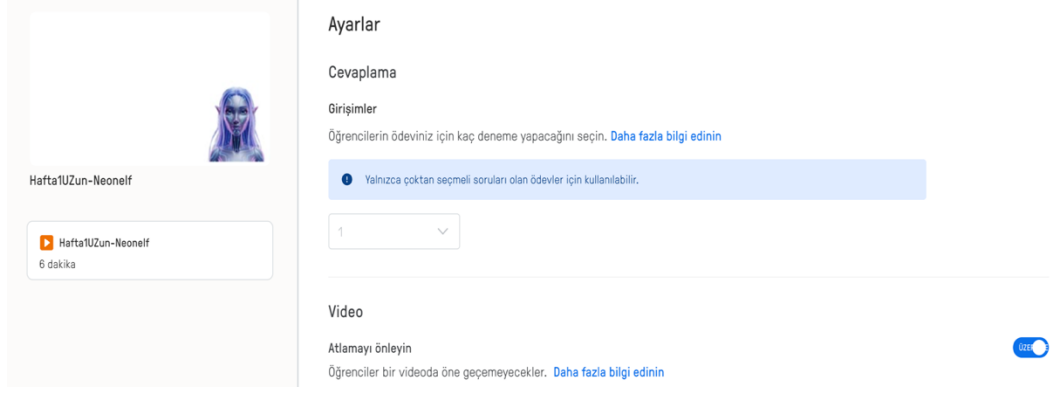 Hafta1UZun-Neonelf
Hafta1UZun-Neonelf
6 dakika
Ayarlar
Cevaplama
Girişimler
Öğrencilerin ödeviniz için kaç deneme yapacağını seçin. Daha fazla bilgi edinin
Yalnızca çoktan seçmeli soruları olan ödevler için kullanılabilir.
1
Video
Atlamayı önleyin
Öğrenciler bir videoda öne geçemeyecekler. Daha fazla bilgi edinin